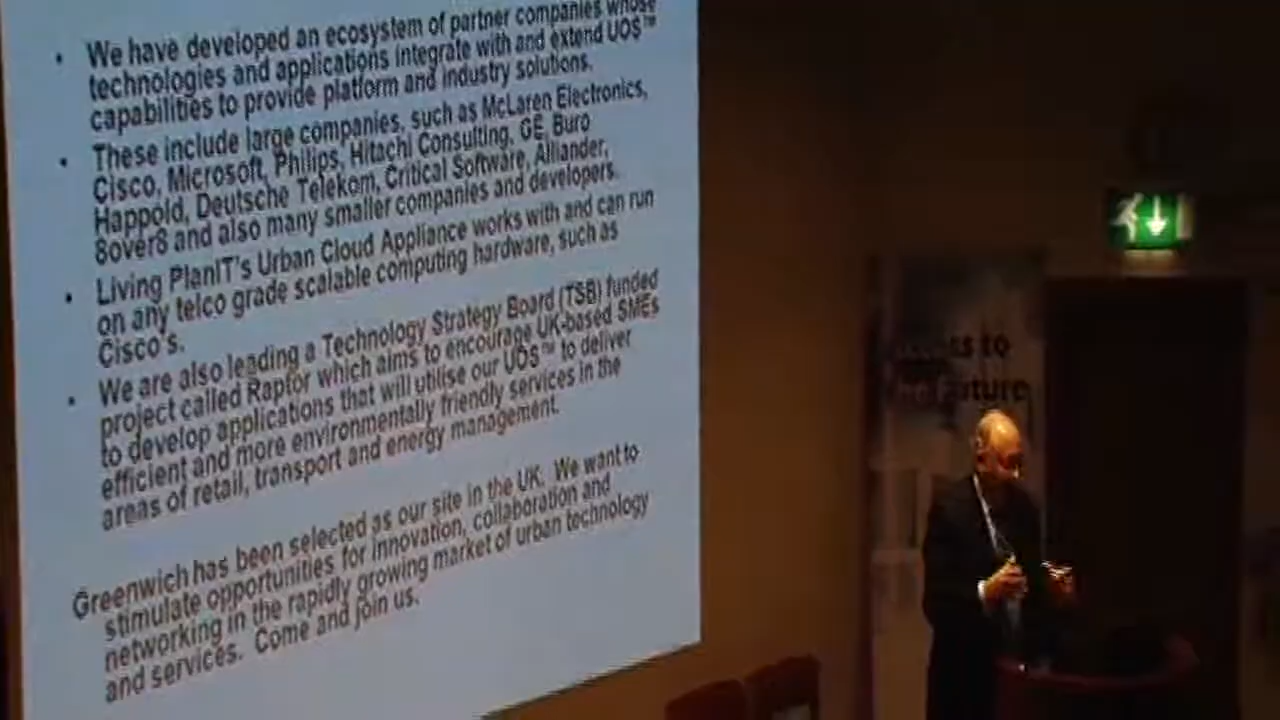 • We have developed an ecosystem of partner companies whose
technologies and applications integrate with and extend UOS™
capabilities to provide platform and industry solutions.
• These include large companies, such as McLaren Electronics,
Cisco, Microsoft, Philips, Hitachi Consulting, GE, Buro
Happold, Deutsche Telekom, Critical Software, Alliander,
8over8 and also many smaller companies and developers.
• Living PlanIT's Urban Cloud Appliance works with and can run
on any telco grade scalable computing hardware, such as
Cisco's.
• We are also leading a Technology Strategy Board (TSB) funded
project called Raptor which aims to encourage UK-based SMEs
to develop applications that will utilise our UOS™ to deliver
efficient and more environmentally friendly services in the
areas of retail, transport and energy management.
Greenwich has been selected as our site in the UK. We want to
stimulate opportunities for innovation, collaboration and
networking in the rapidly growing market of urban technology
and services. Come and join us.
to